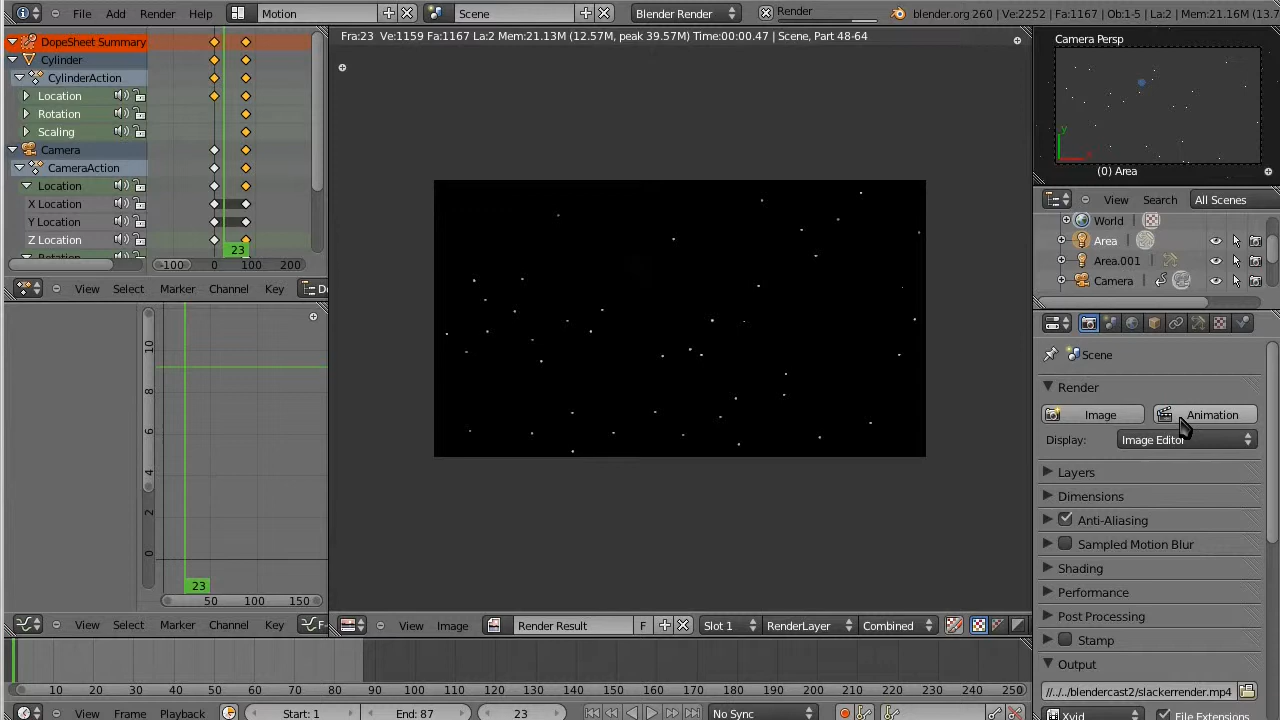 File Add Render Help Motion Scene Blender Render Render blender.org 260 | Ve:2252 | Fa:1167 | Ob:1-5 | La:2 | Mem:21.16M (13.7
Fra:23 Ve:1159 Fa:1167 La:2 Mem:21.13M (12.57M, peak 39.57M) Time:00:00.47 | Scene, Part 48-64
DopeSheet Summary
Cylinder
CylinderAction
Location
Rotation
Scaling
Camera
CameraAction
Location
X Location
Y Location
Z Location
23
-100 0 100 200
View Select Marker Channel Key
10
8
6
4
2
0
23
50 100 150
View Select Marker Channel Key F-
View Image Render Result F Slot 1 RenderLayer Combined
10 20 30 40 50 60 70 80 90 100 110 120 130 140 150 160 170 180 190 200 210 220 230 240 250
View Frame Playback Start: 1 End: 87 23 No Sync
Camera Persp
y
x
(0) Area
View Search All Scenes
World
Area
Area.001
Camera
Scene
Render
Image Animation
Display: Image Editor
Layers
Dimensions
Anti-Aliasing
Sampled Motion Blur
Shading
Performance
Post Processing
Stamp
Output
//../../blendercast2/slackerrender.mp4
Xvid File Extensions